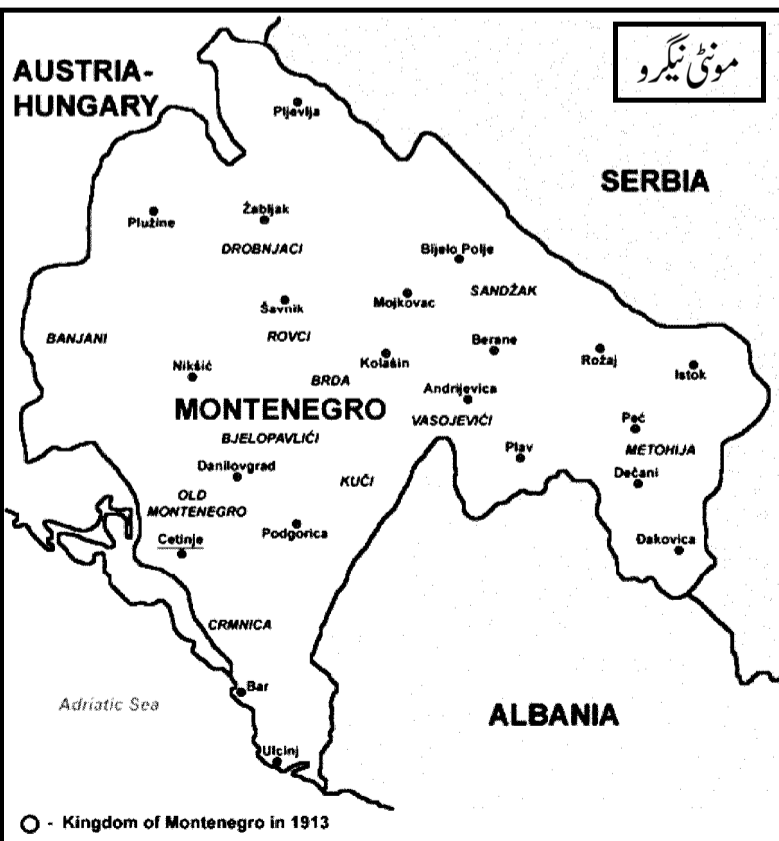 AUSTRIA-
HUNGARY
مونٹی نیگرو
Pljevlja
SERBIA
Plužine
Žabljak
DROBNJACI
Bijelo Polje
SANDŽAK
Mojkovac
Šavnik
ROVCI
BANJANI
Berane
Rožaj
Istok
Kolašin
Nikšić
BRDA
Andrijevica
MONTENEGRO
VASOJEVIĆI
Peć
BJELOPAVLIĆI
METOHIJA
Plav
Danilovgrad
Dečani
KUČI
OLD
MONTENEGRO
Cetinje
Podgorica
Đakovica
CRMNICA
Bar
Adriatic Sea
ALBANIA
Ulcinj
- Kingdom of Montenegro in 1913